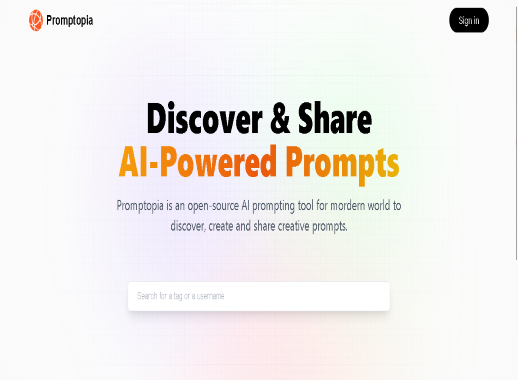 Promptopia
Sign in
Discover & Share
AI-Powered Prompts
Promptopia is an open-source AI prompting tool for mordern world to
discover, create and share creative prompts.
Search for a tag or a username